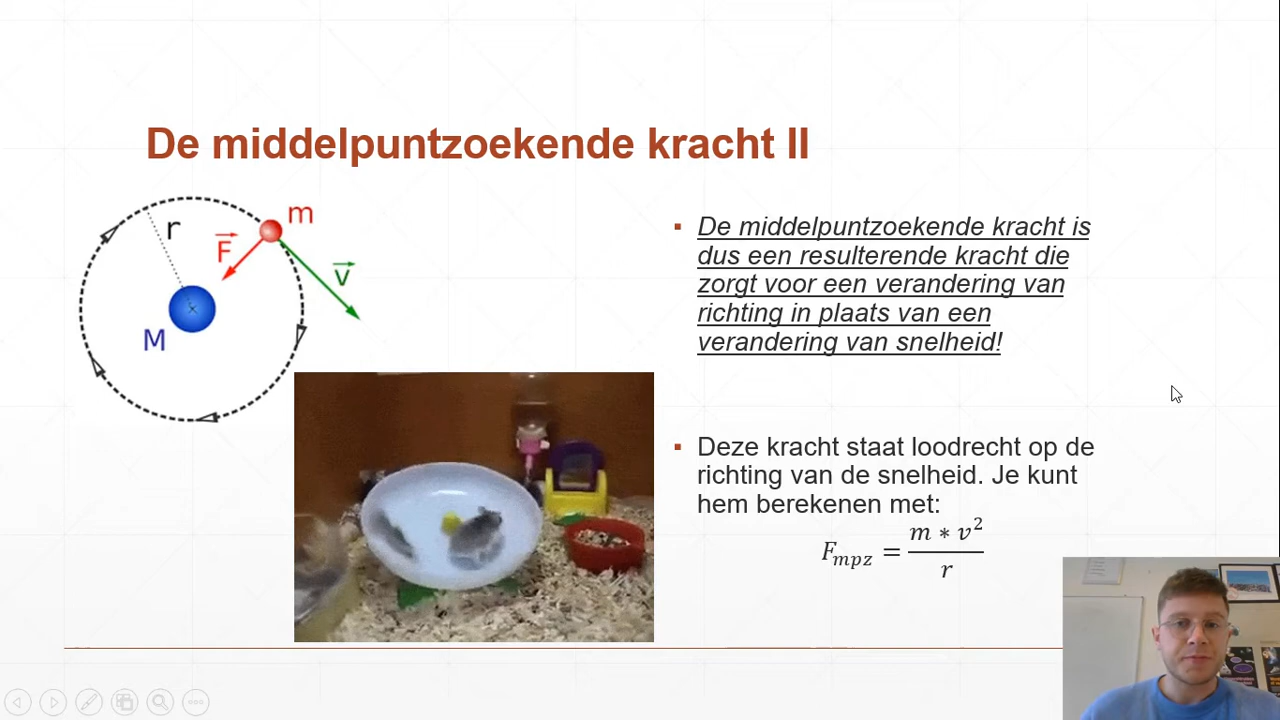 De middelpuntzoekende kracht II
r
m
F
v
M
De middelpuntzoekende kracht is
dus een resulterende kracht die
zorgt voor een verandering van
richting in plaats van een
verandering van snelheid!
Deze kracht staat loodrecht op de
richting van de snelheid. Je kunt
hem berekenen met:
F_mpz = (m * v²) / r